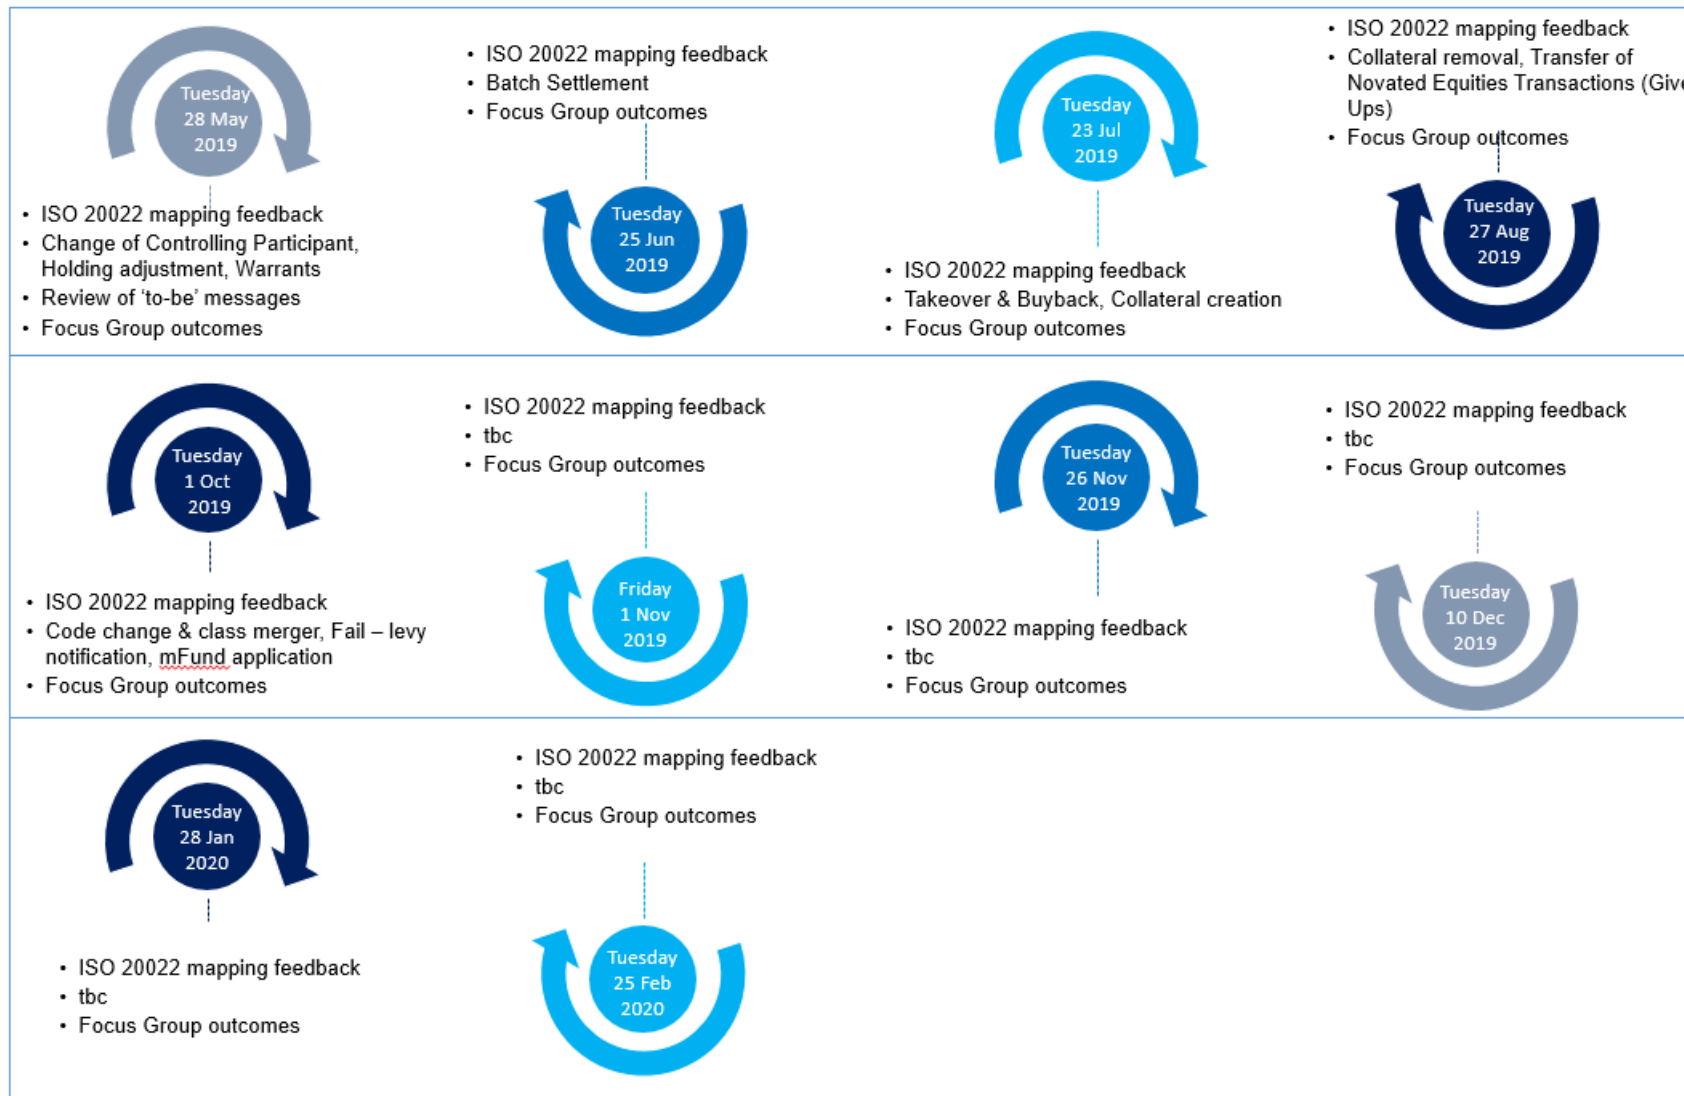 Tuesday
28 May
2019
• ISO 20022 mapping feedback
• Change of Controlling Participant,
Holding adjustment, Warrants
• Review of ‘to-be’ messages
• Focus Group outcomes
• ISO 20022 mapping feedback
• Batch Settlement
• Focus Group outcomes
Tuesday
25 Jun
2019
Tuesday
23 Jul
2019
• ISO 20022 mapping feedback
• Takeover & Buyback, Collateral creation
• Focus Group outcomes
• ISO 20022 mapping feedback
• Collateral removal, Transfer of
Novated Equities Transactions (Give
Ups)
• Focus Group outcomes
Tuesday
27 Aug
2019
Tuesday
1 Oct
2019
• ISO 20022 mapping feedback
• Code change & class merger, Fail – levy
notification, mFund application
• Focus Group outcomes
• ISO 20022 mapping feedback
• tbc
• Focus Group outcomes
Friday
1 Nov
2019
Tuesday
26 Nov
2019
• ISO 20022 mapping feedback
• tbc
• Focus Group outcomes
• ISO 20022 mapping feedback
• tbc
• Focus Group outcomes
Tuesday
10 Dec
2019
Tuesday
28 Jan
2020
• ISO 20022 mapping feedback
• tbc
• Focus Group outcomes
• ISO 20022 mapping feedback
• tbc
• Focus Group outcomes
Tuesday
25 Feb
2020